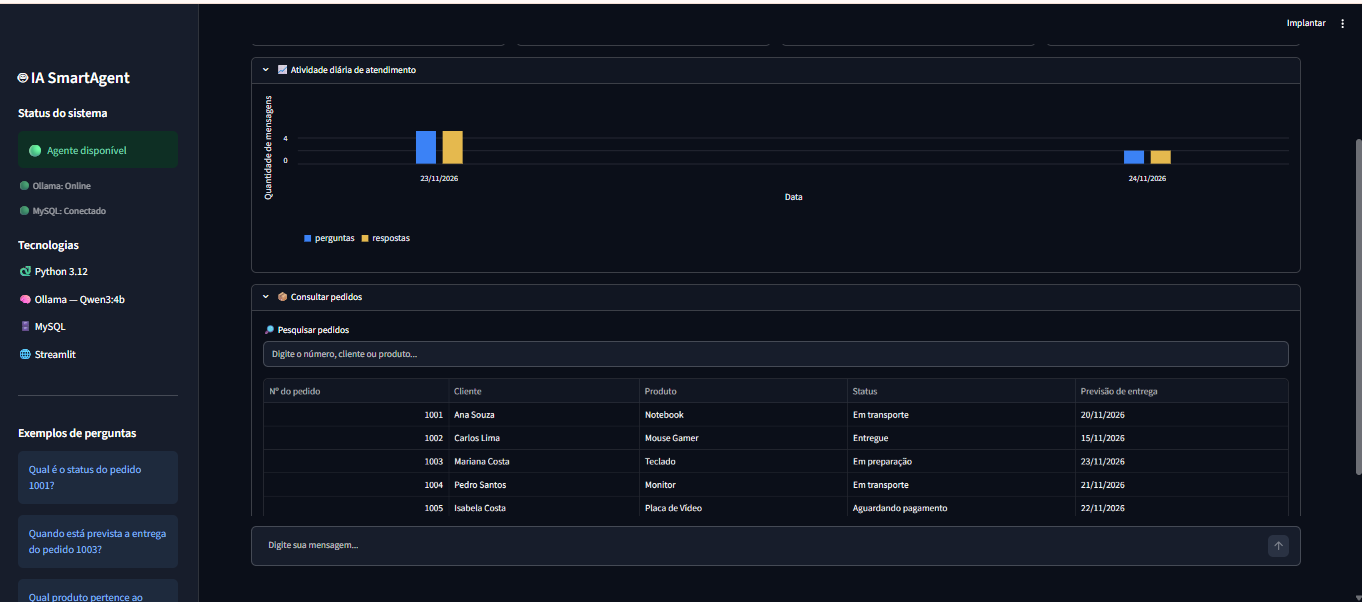 Implantar
IA SmartAgent
Status do sistema
Agente disponível
Ollama: Online
MySQL: Conectado
Tecnologias
Python 3.12
Ollama — Qwen3:4b
MySQL
Streamlit
Exemplos de perguntas
Qual é o status do pedido
1001?
Quando está prevista a entrega
do pedido 1003?
Qual produto pertence ao
Atividade diária de atendimento
Quantidade de mensagens
4
0
23/11/2026
24/11/2026
Data
perguntas respostas
Consultar pedidos
Pesquisar pedidos
Digite o número, cliente ou produto...
Nº do pedido Cliente Produto Status Previsão de entrega
1001 Ana Souza Notebook Em transporte 20/11/2026
1002 Carlos Lima Mouse Gamer Entregue 15/11/2026
1003 Mariana Costa Teclado Em preparação 23/11/2026
1004 Pedro Santos Monitor Em transporte 21/11/2026
1005 Isabela Costa Placa de Vídeo Aguardando pagamento 22/11/2026
Digite sua mensagem...